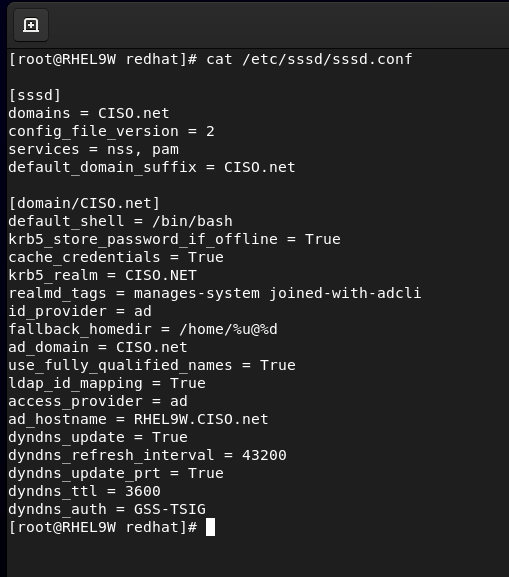 [root@RHEL9W redhat]# cat /etc/sssd/sssd.conf
[sssd]
domains = CISO.net
config_file_version = 2
services = nss, pam
default_domain_suffix = CISO.net
[domain/CISO.net]
default_shell = /bin/bash
krb5_store_password_if_offline = True
cache_credentials = True
krb5_realm = CISO.NET
realmd_tags = manages-system joined-with-adcli
id_provider = ad
fallback_homedir = /home/%u@%d
ad_domain = CISO.net
use_fully_qualified_names = True
ldap_id_mapping = True
access_provider = ad
ad_hostname = RHEL9W.CISO.net
dyndns_update = True
dyndns_refresh_interval = 43200
dyndns_update_prt = True
dyndns_ttl = 3600
dyndns_auth = GSS-TSIG
[root@RHEL9W redhat]#